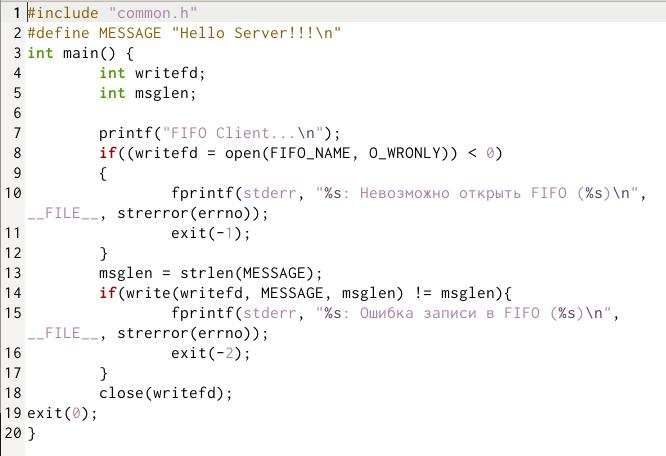 1 #include "common.h"
2 #define MESSAGE "Hello Server!!!\n"
3 int main() {
4 int writefd;
5 int msglen;
6
7 printf("FIFO Client...\n");
8 if((writefd = open(FIFO_NAME, O_WRONLY)) < 0)
9 {
10 fprintf(stderr, "%s: Невозможно открыть FIFO (%s)\n",
__FILE__, strerror(errno));
11 exit(-1);
12 }
13 msglen = strlen(MESSAGE);
14 if(write(writefd, MESSAGE, msglen) != msglen){
15 fprintf(stderr, "%s: Ошибка записи в FIFO (%s)\n",
__FILE__, strerror(errno));
16 exit(-2);
17 }
18 close(writefd);
19 exit(0);
20 }